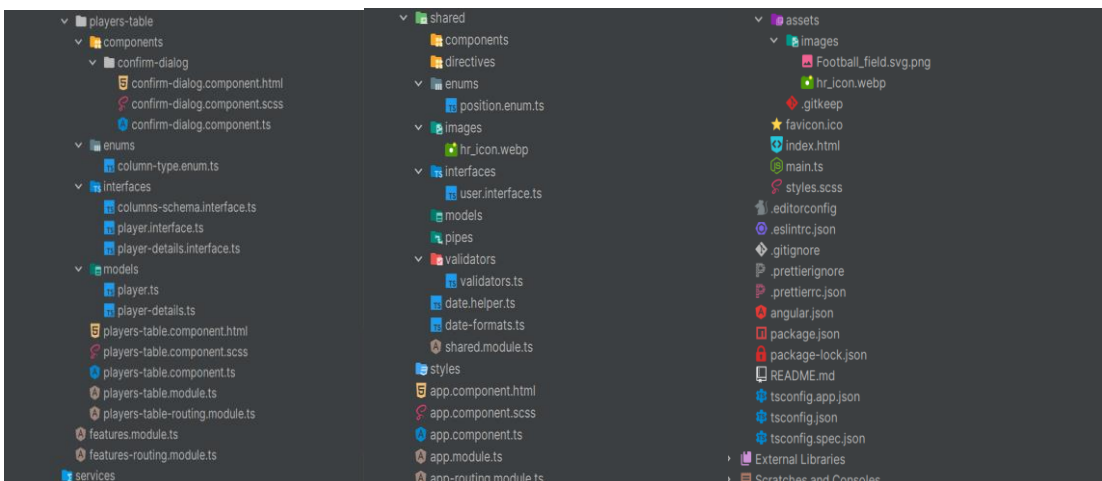 players-table
components
confirm-dialog
confirm-dialog.component.html
confirm-dialog.component.scss
confirm-dialog.component.ts
enums
column-type.enum.ts
interfaces
columns-schema.interface.ts
player.interface.ts
player-details.interface.ts
models
player.ts
player-details.ts
players-table.component.html
players-table.component.scss
players-table.component.ts
players-table.module.ts
players-table-routing.module.ts
features.module.ts
features-routing.module.ts
services
shared
components
directives
enums
position.enum.ts
images
hr_icon.webp
interfaces
user.interface.ts
models
pipes
validators
validators.ts
date.helper.ts
date-formats.ts
shared.module.ts
styles
app.component.html
app.component.scss
app.component.ts
app.module.ts
app-routing.module.ts
assets
images
Football_field.svg.png
hr_icon.webp
.gitkeep
favicon.ico
index.html
main.ts
styles.scss
.editorconfig
.eslintrc.json
.gitignore
.prettierignore
.prettierrc.json
angular.json
package.json
package-lock.json
README.md
tsconfig.app.json
tsconfig.json
tsconfig.spec.json
External Libraries
Scratches and Consoles